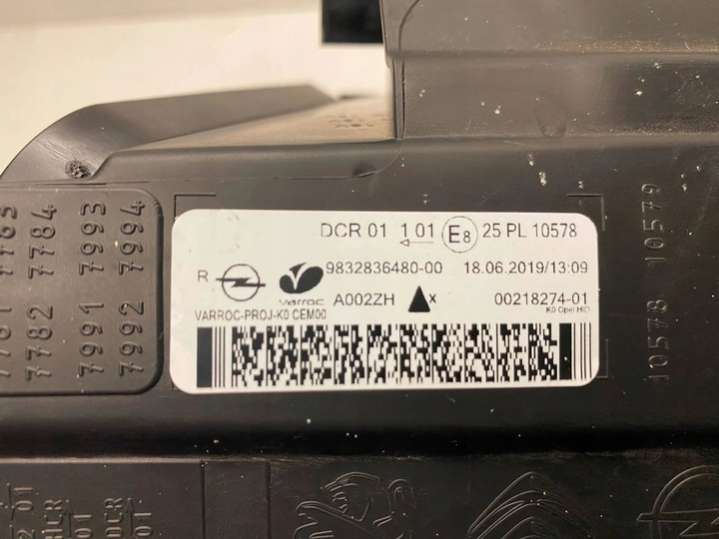 DCR 01 1 01 E8 25 PL 10578
9832836480-00 18.06.2019/13:09
R varroc A002ZH X 00218274-01
VARROC-PROJ-K0 CEM00 K0 Opel HID
7784 7993
7782 7991
7994
7992
10578 10579